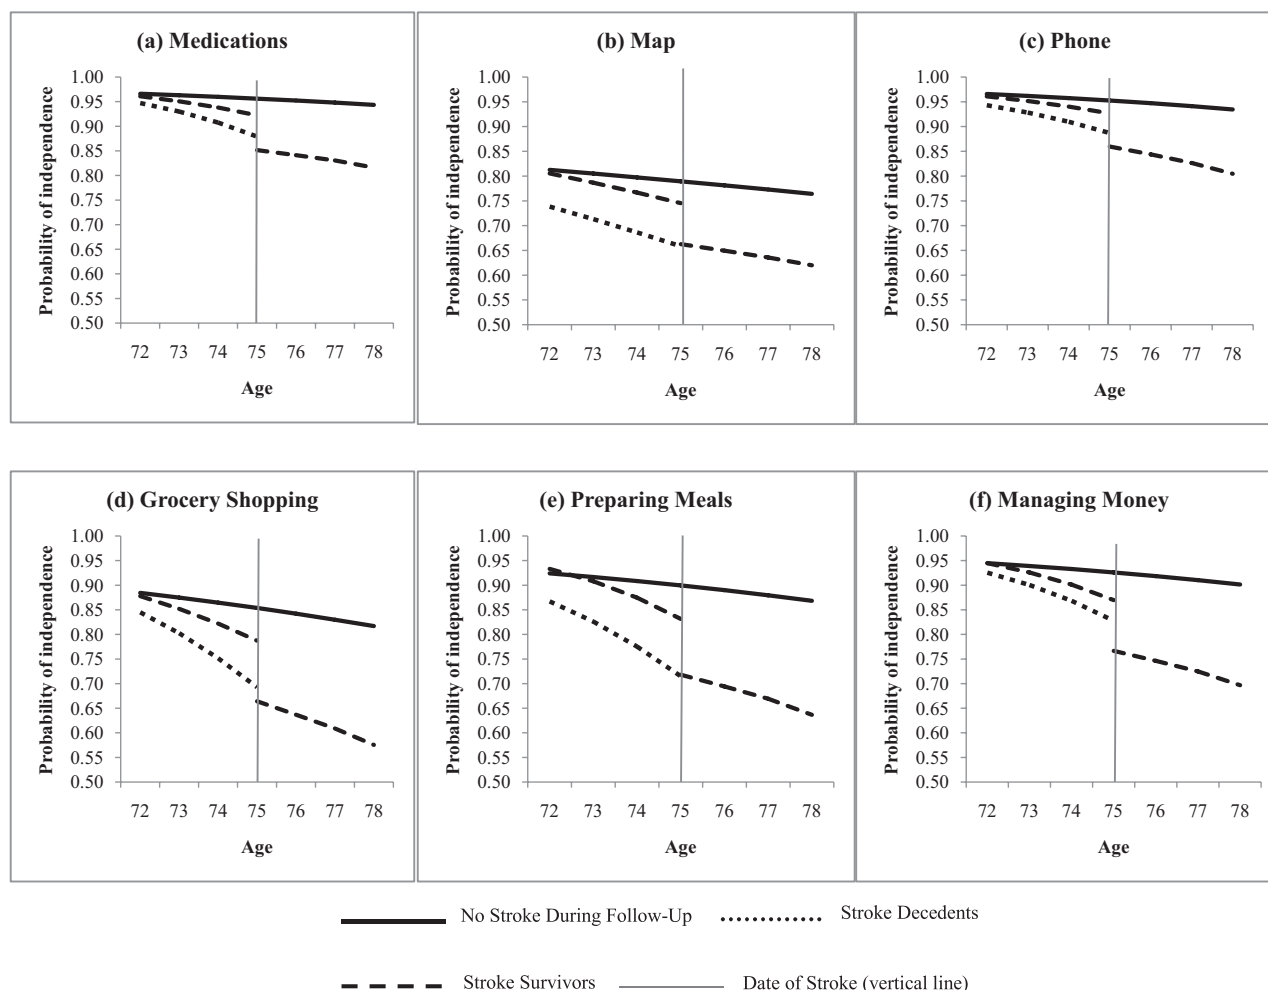 (a) Medications
Probability of independence
1.00
0.95
0.90
0.85
0.80
0.75
0.70
0.65
0.60
0.55
0.50
72 73 74 75 76 77 78
Age
(b) Map
Probability of independence
1.00
0.95
0.90
0.85
0.80
0.75
0.70
0.65
0.60
0.55
0.50
72 73 74 75 76 77 78
Age
(c) Phone
Probability of independence
1.00
0.95
0.90
0.85
0.80
0.75
0.70
0.65
0.60
0.55
0.50
72 73 74 75 76 77 78
Age
(d) Grocery Shopping
Probability of independence
1.00
0.95
0.90
0.85
0.80
0.75
0.70
0.65
0.60
0.55
0.50
72 73 74 75 76 77 78
Age
(e) Preparing Meals
Probability of independence
1.00
0.95
0.90
0.85
0.80
0.75
0.70
0.65
0.60
0.55
0.50
72 73 74 75 76 77 78
Age
(f) Managing Money
Probability of independence
1.00
0.95
0.90
0.85
0.80
0.75
0.70
0.65
0.60
0.55
0.50
72 73 74 75 76 77 78
Age
No Stroke During Follow-Up
Stroke Decedents
Stroke Survivors
Date of Stroke (vertical line)